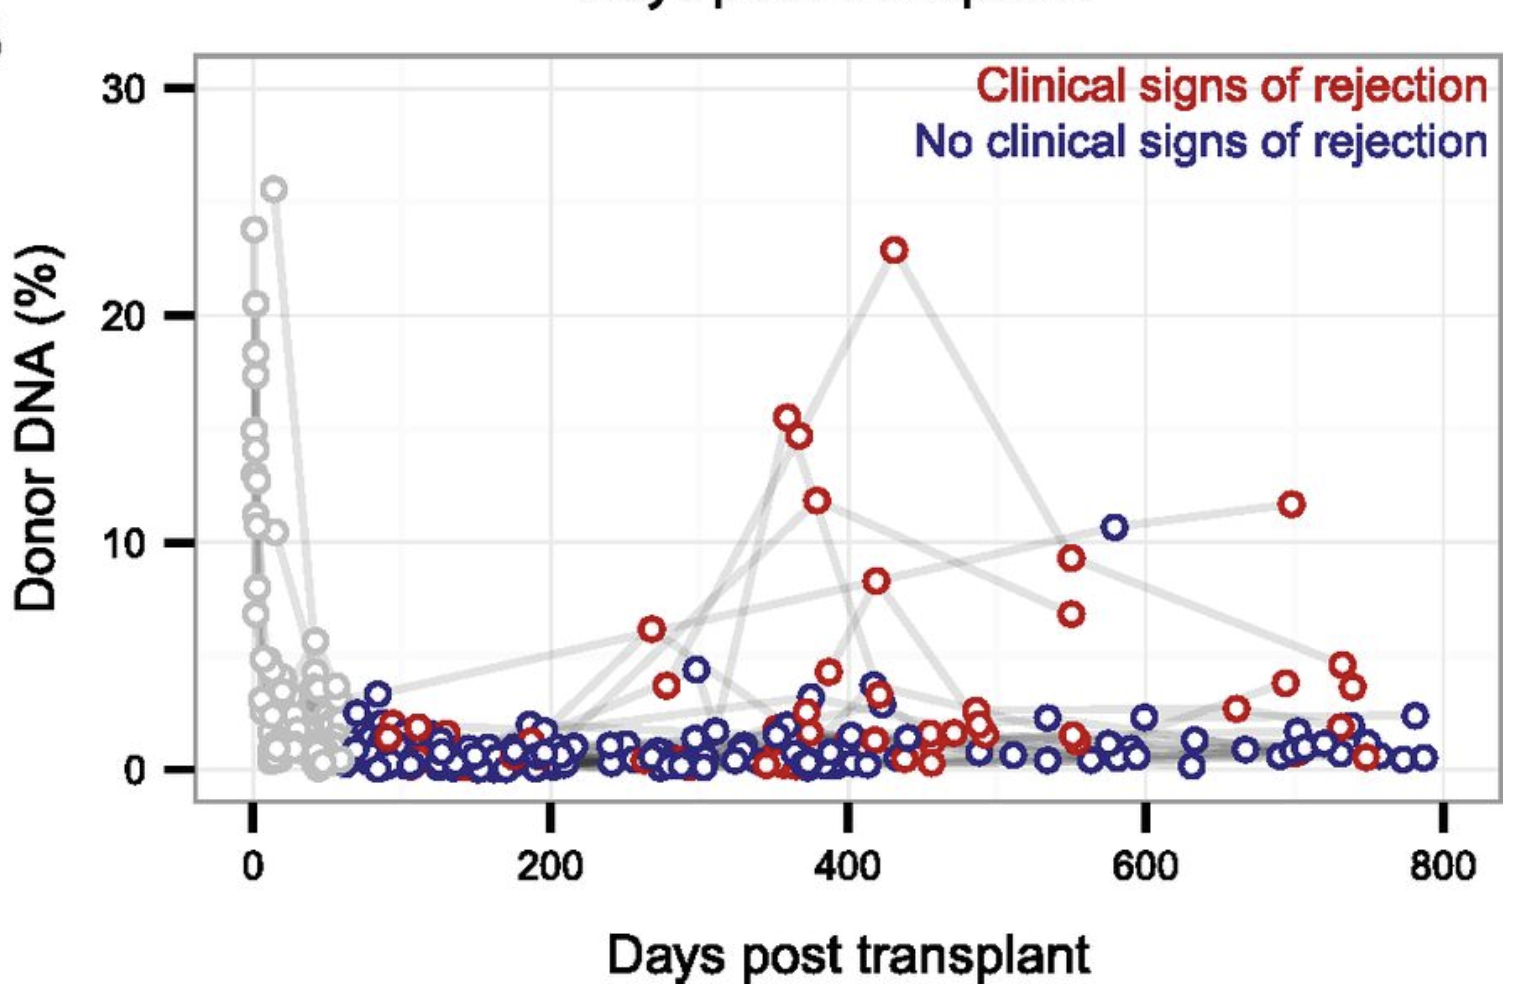 Clinical signs of rejection
No clinical signs of rejection
30
20
10
0
Donor DNA (%)
0 200 400 600 800
Days post transplant